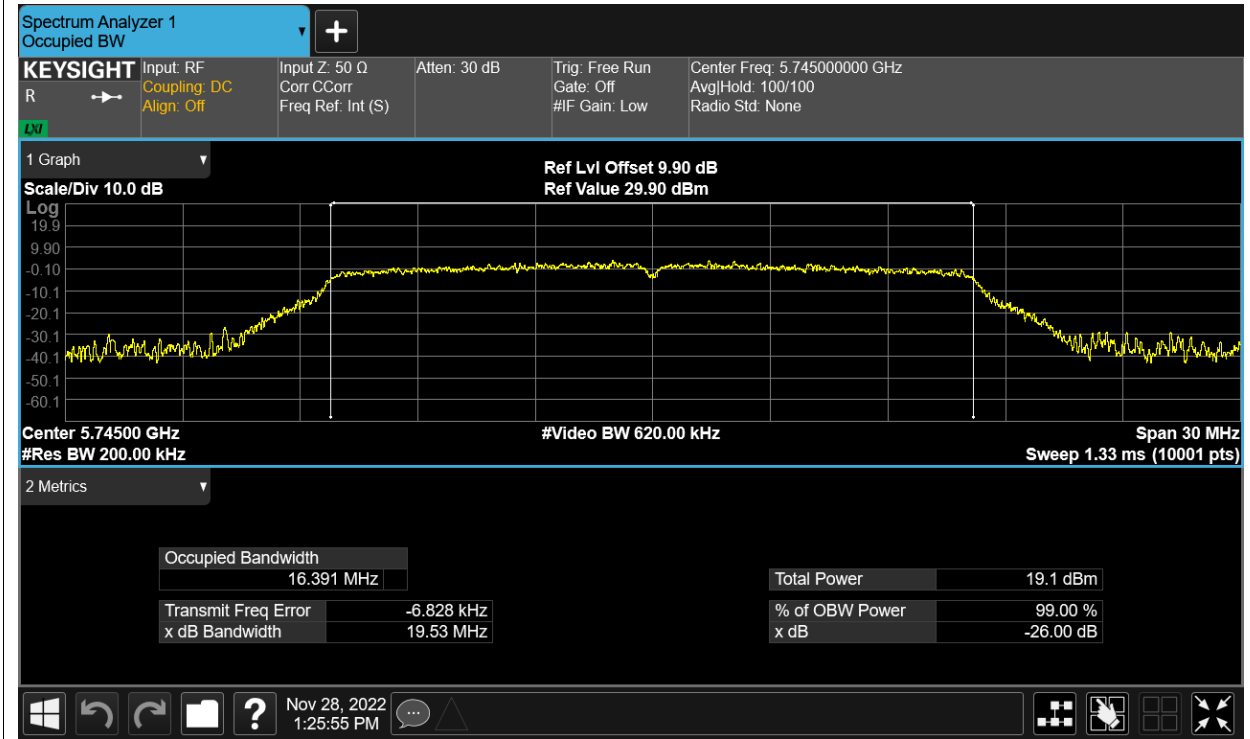 Spectrum Analyzer 1
Occupied BW
KEYSIGHT
R
LXI
Input: RF
Coupling: DC
Align: Off
Input Z: 50 Ω
Corr CCorr
Freq Ref: Int (S)
Atten: 30 dB
Trig: Free Run
Gate: Off
#IF Gain: Low
Center Freq: 5.745000000 GHz
Avg|Hold: 100/100
Radio Std: None
1 Graph
Scale/Div 10.0 dB
Ref Lvl Offset 9.90 dB
Ref Value 29.90 dBm
Log
19.9
9.90
-0.10
-10.1
-20.1
-30.1
-40.1
-50.1
-60.1
Center 5.74500 GHz
#Res BW 200.00 kHz
#Video BW 620.00 kHz
Span 30 MHz
Sweep 1.33 ms (10001 pts)
2 Metrics
Occupied Bandwidth
16.391 MHz
Transmit Freq Error -6.828 kHz
x dB Bandwidth 19.53 MHz
Total Power 19.1 dBm
% of OBW Power 99.00 %
x dB -26.00 dB
?
Nov 28, 2022
1:25:55 PM